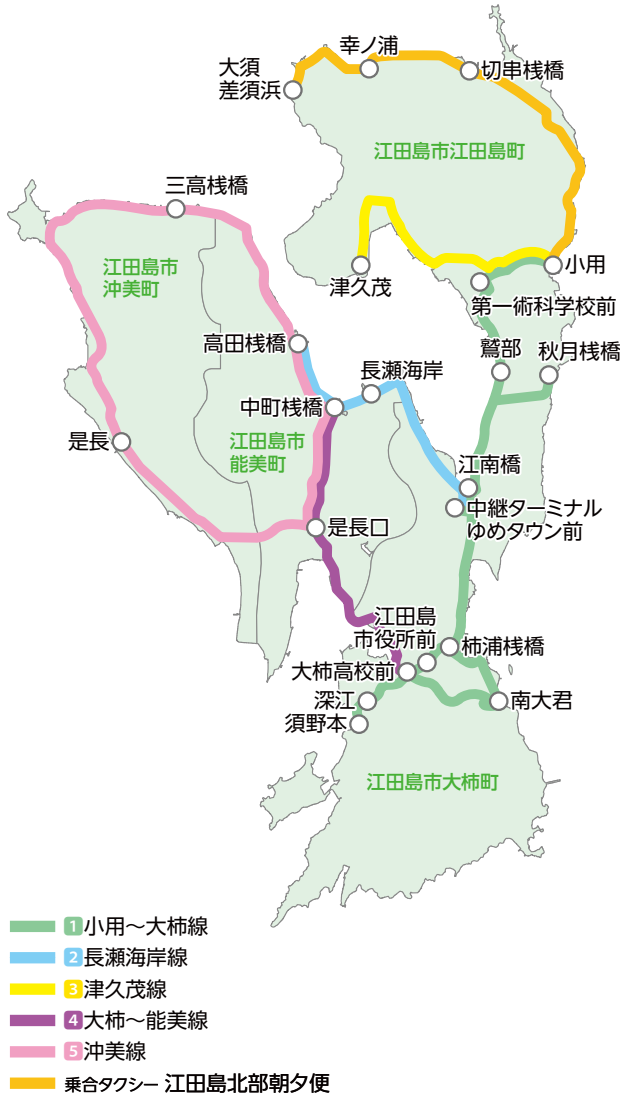 幸ノ浦
大須
差須浜
切串桟橋
江田島市江田島町
三高桟橋
江田島市
沖美町
津久茂
小用
第一術科学校前
高田桟橋
鷲部
秋月桟橋
長瀬海岸
中町桟橋
江田島市
能美町
是長
江南橋
中継ターミナル
ゆめタウン前
是長口
江田島
市役所前
柿浦桟橋
大柿高校前
深江
須野本
南大君
江田島市大柿町
1 小用～大柿線
2 長瀬海岸線
3 津久茂線
4 大柿～能美線
5 沖美線
乗合タクシー 江田島北部朝夕便